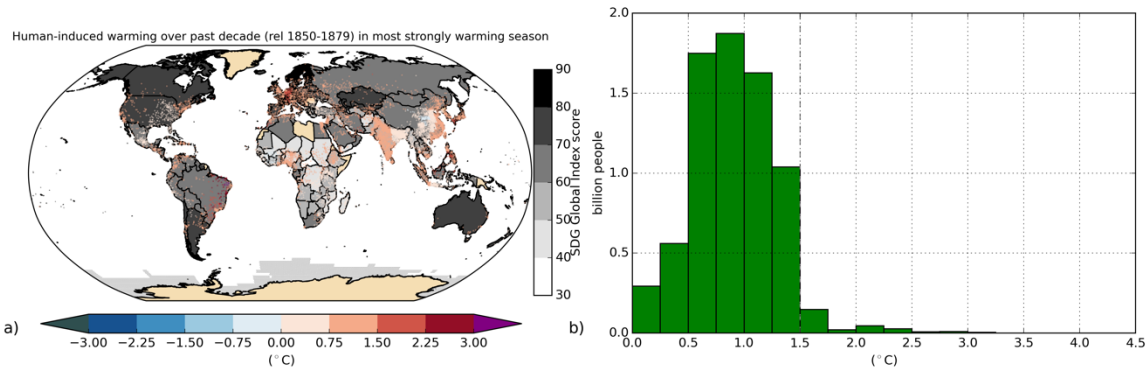 Human-induced warming over past decade (rel 1850-1879) in most strongly warming season
90
80
70
60
50
40
30
SDG Global Index score
a)
−3.00 −2.25 −1.50 −0.75 0.00 0.75 1.50 2.25 3.00
(°C)
2.0
1.5
1.0
0.5
0.0
billion people
b)
0.0 0.5 1.0 1.5 2.0 2.5 3.0 3.5 4.0 4.5
(°C)